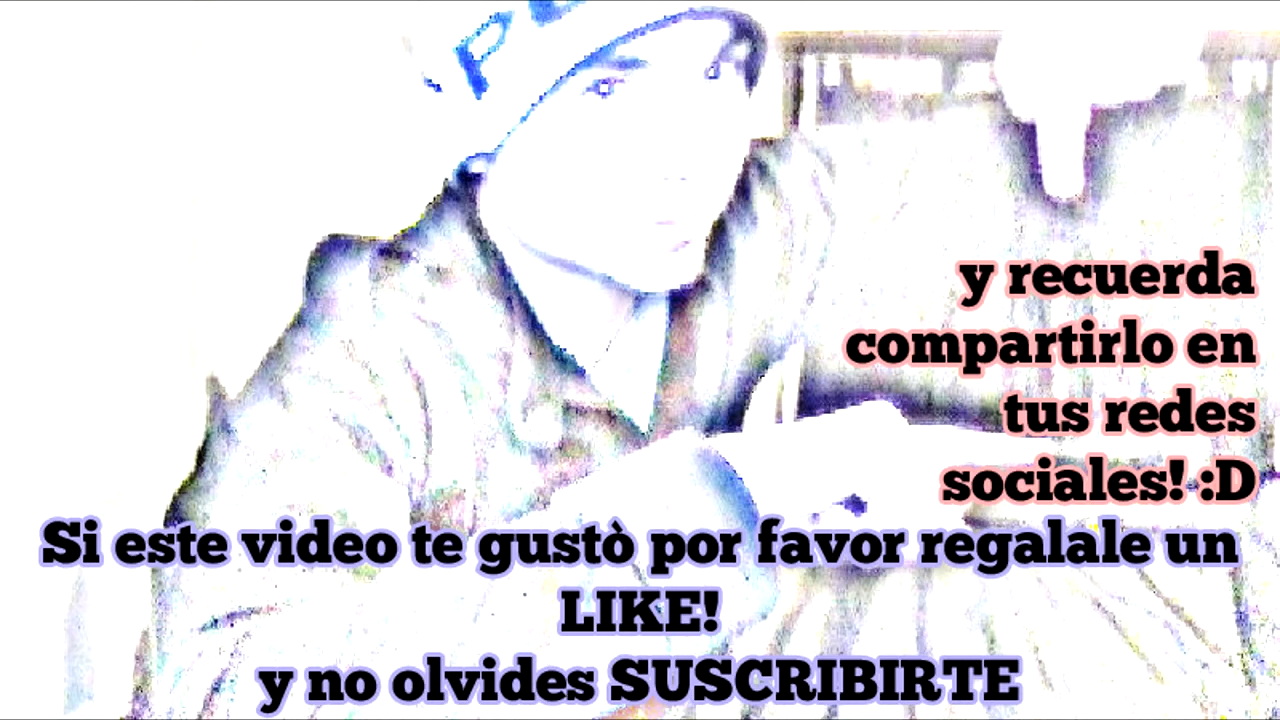 y recuerda
compartirlo en
tus redes
sociales! :D
Si este video te gustò por favor regalale un
LIKE!
y no olvides SUSCRIBIRTE